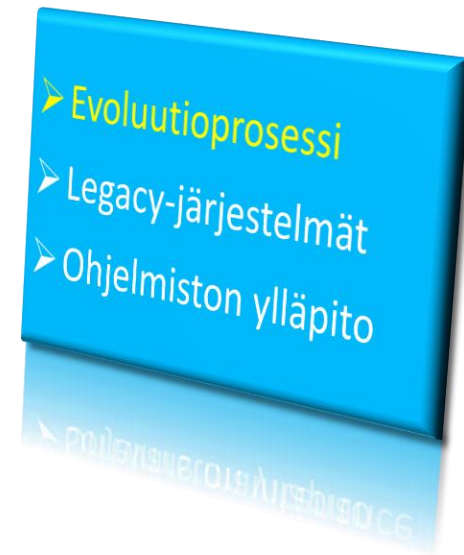 ➢ Evoluutioprosessi
➢ Legacy-järjestelmät
➢ Ohjelmiston ylläpito